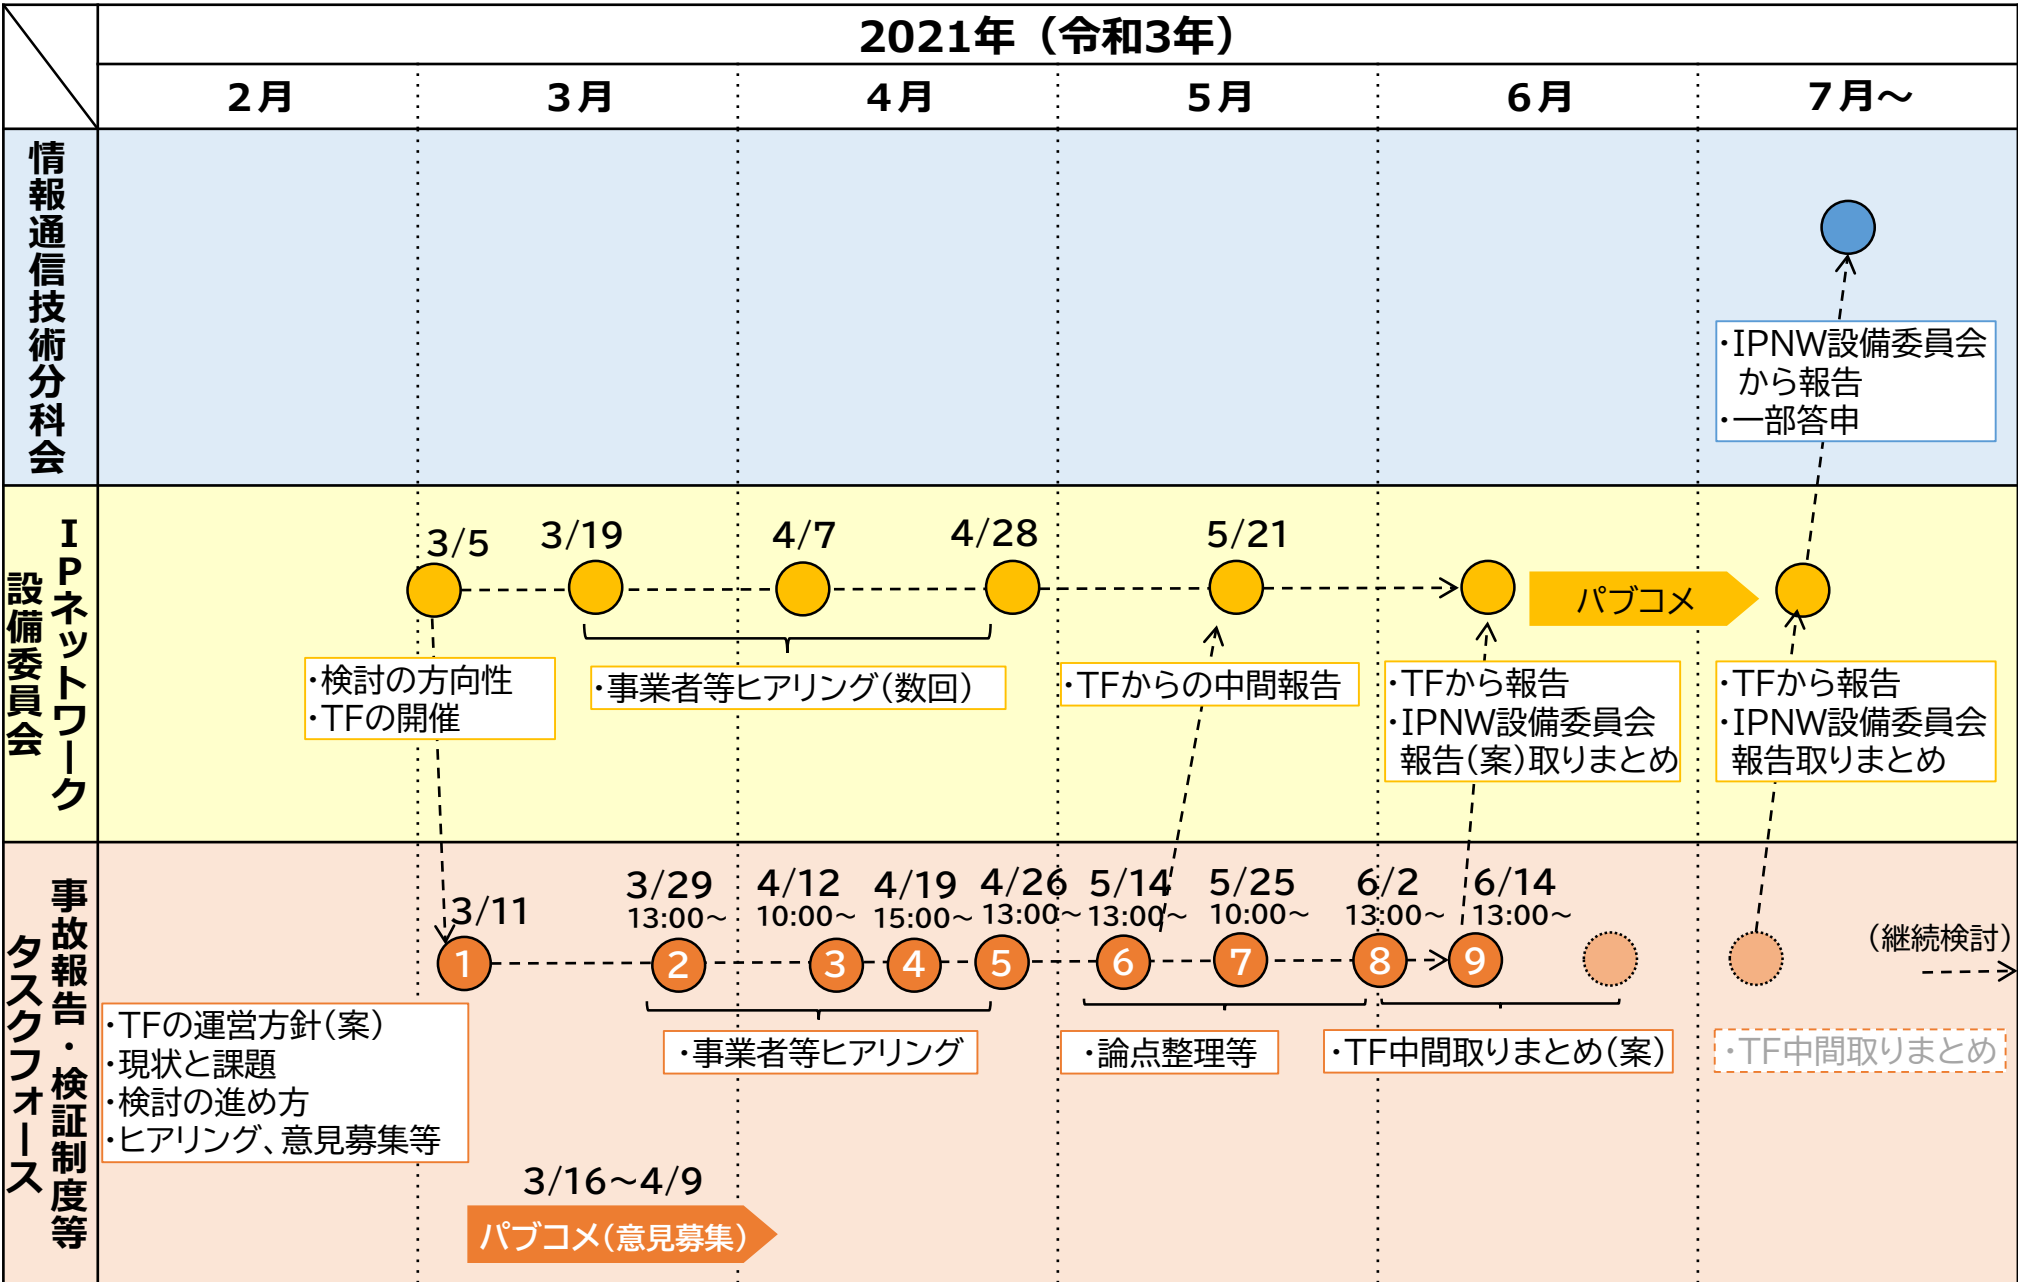 2021年（令和3年）
２月
３月
４月
５月
６月
７月～
情報通信技術分科会
・IPNW設備委員会
から報告
・一部答申
IPネットワーク
設備委員会
3/5
3/19
4/7
4/28
5/21
パブコメ
・検討の方向性
・TFの開催
・事業者等ヒアリング（数回）
・TFからの中間報告
・TFから報告
・IPNW設備委員会
報告（案）取りまとめ
・TFから報告
・IPNW設備委員会
報告取りまとめ
事故報告・検証制度等
タスクフォース
3/11
3/29
13:00～
4/12
10:00～
4/19
15:00～
4/26
13:00～
5/14
13:00～
5/25
10:00～
6/2
13:00～
6/14
13:00～
1
2
3
4
5
6
7
8
9
（継続検討）
・TFの運営方針（案）
・現状と課題
・検討の進め方
・ヒアリング、意見募集等
・事業者等ヒアリング
・論点整理等
・TF中間取りまとめ（案）
・TF中間取りまとめ
3/16～4/9
パブコメ（意見募集）